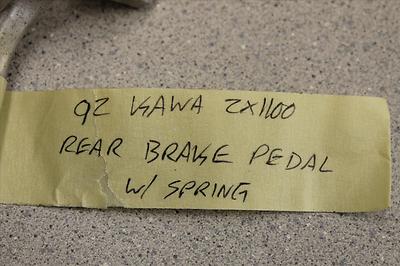 92 KAWA ZX1100
REAR BRAKE PEDAL
W/ SPRING